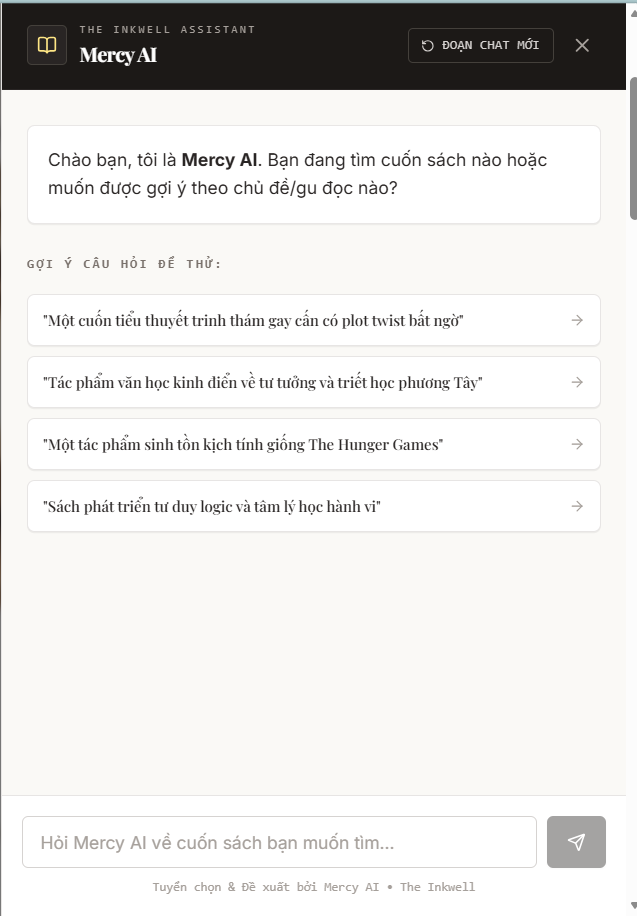 THE INKWELL ASSISTANT
Mercy AI
ĐOẠN CHAT MỚI
Chào bạn, tôi là Mercy AI. Bạn đang tìm cuốn sách nào hoặc
muốn được gợi ý theo chủ đề/gu đọc nào?
GỢI Ý CÂU HỎI ĐỂ THỬ:
"Một cuốn tiểu thuyết trinh thám gay cấn có plot twist bất ngờ"
"Tác phẩm văn học kinh điển về tư tưởng và triết học phương Tây"
"Một tác phẩm sinh tồn kịch tính giống The Hunger Games"
"Sách phát triển tư duy logic và tâm lý học hành vi"
Hỏi Mercy AI về cuốn sách bạn muốn tìm...
Tuyển chọn & Đề xuất bởi Mercy AI • The Inkwell